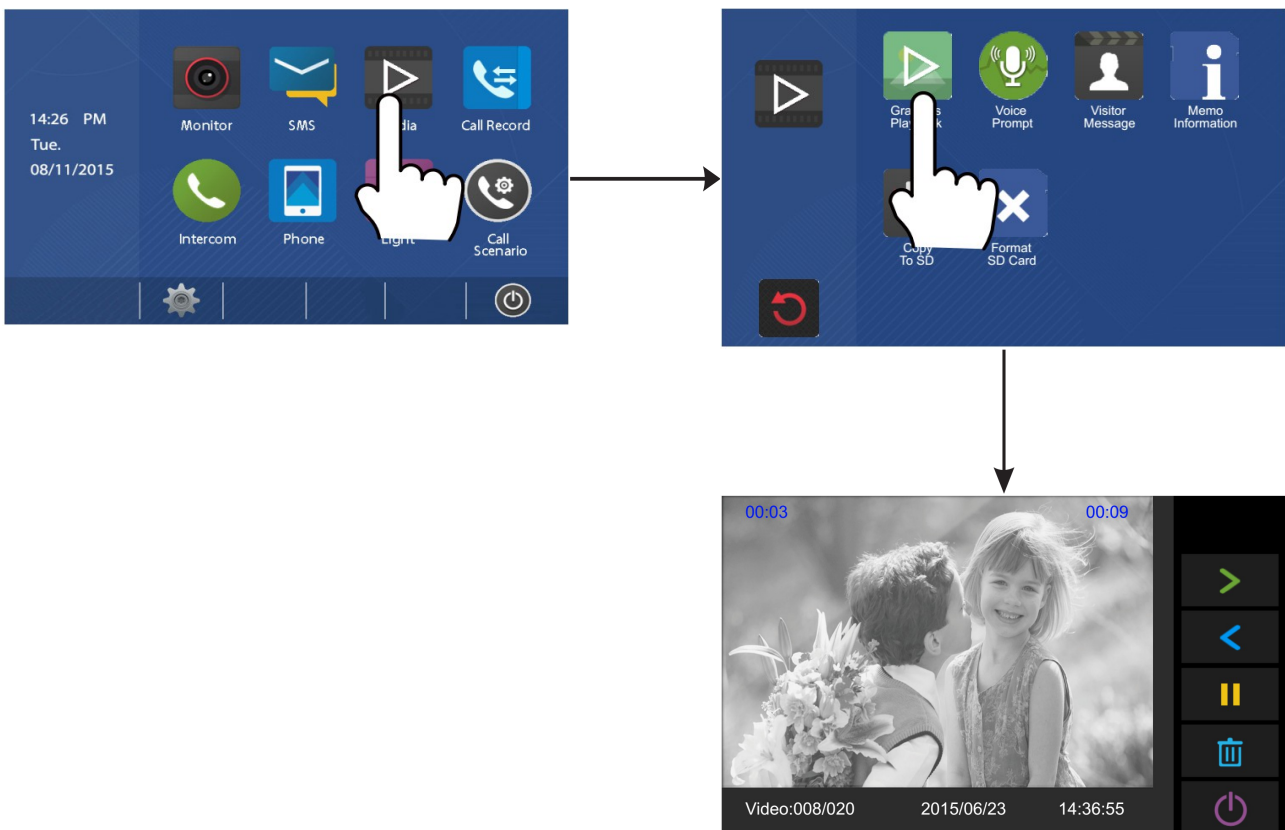 14:26 PM
Tue.
08/11/2015
Monitor
SMS
Call Record
Intercom
Phone
Light
Call
Scenario
Voice
Prompt
Visitor
Message
Memo
Information
Copy
To SD
Format
SD Card
00:03
00:09
Video:008/020
2015/06/23
14:36:55